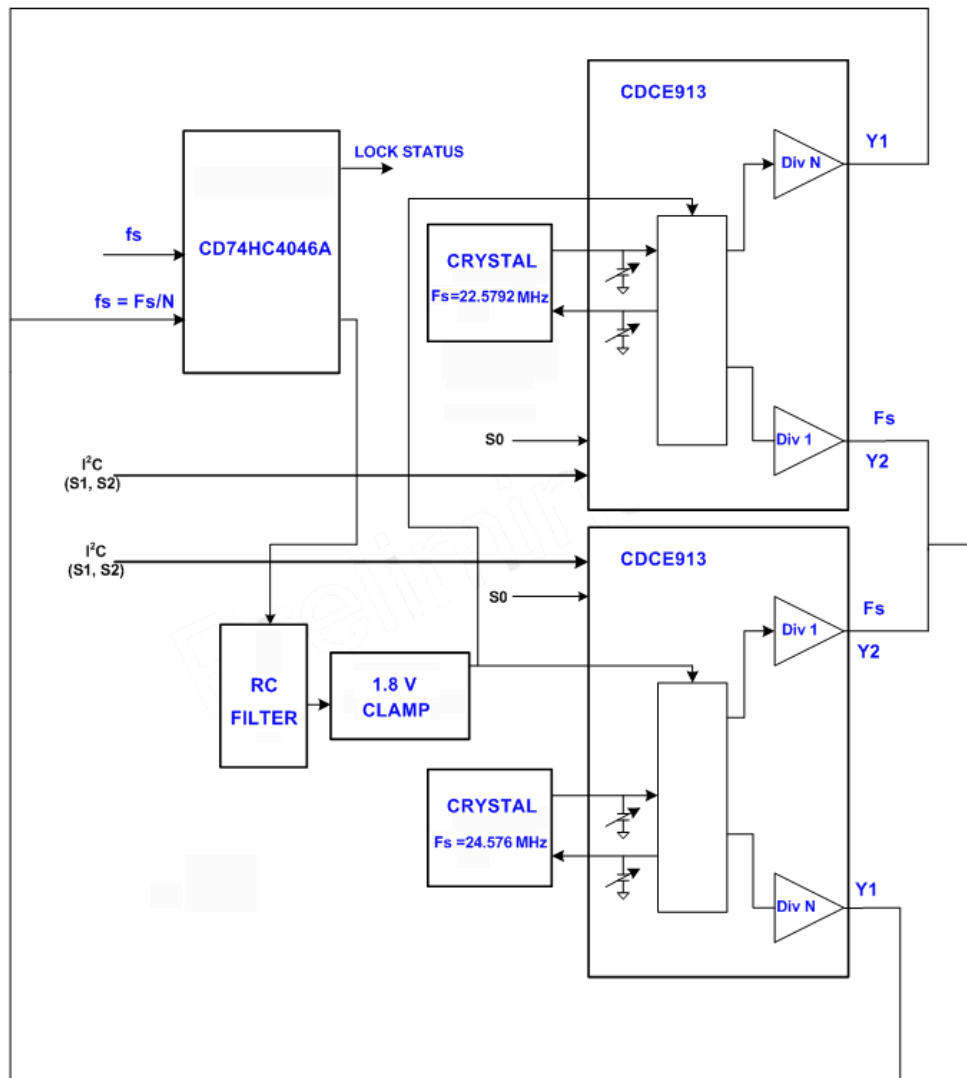 CDCE913
Y1
Div N
LOCK STATUS
fs
CD74HC4046A
CRYSTAL
Fs=22.5792 MHz
fs = Fs/N
Fs
Div 1
Y2
S0
I²C
(S1, S2)
I²C
(S1, S2)
CDCE913
S0
Fs
Div 1
Y2
RC
FILTER
1.8 V
CLAMP
CRYSTAL
Fs =24.576 MHz
Y1
Div N